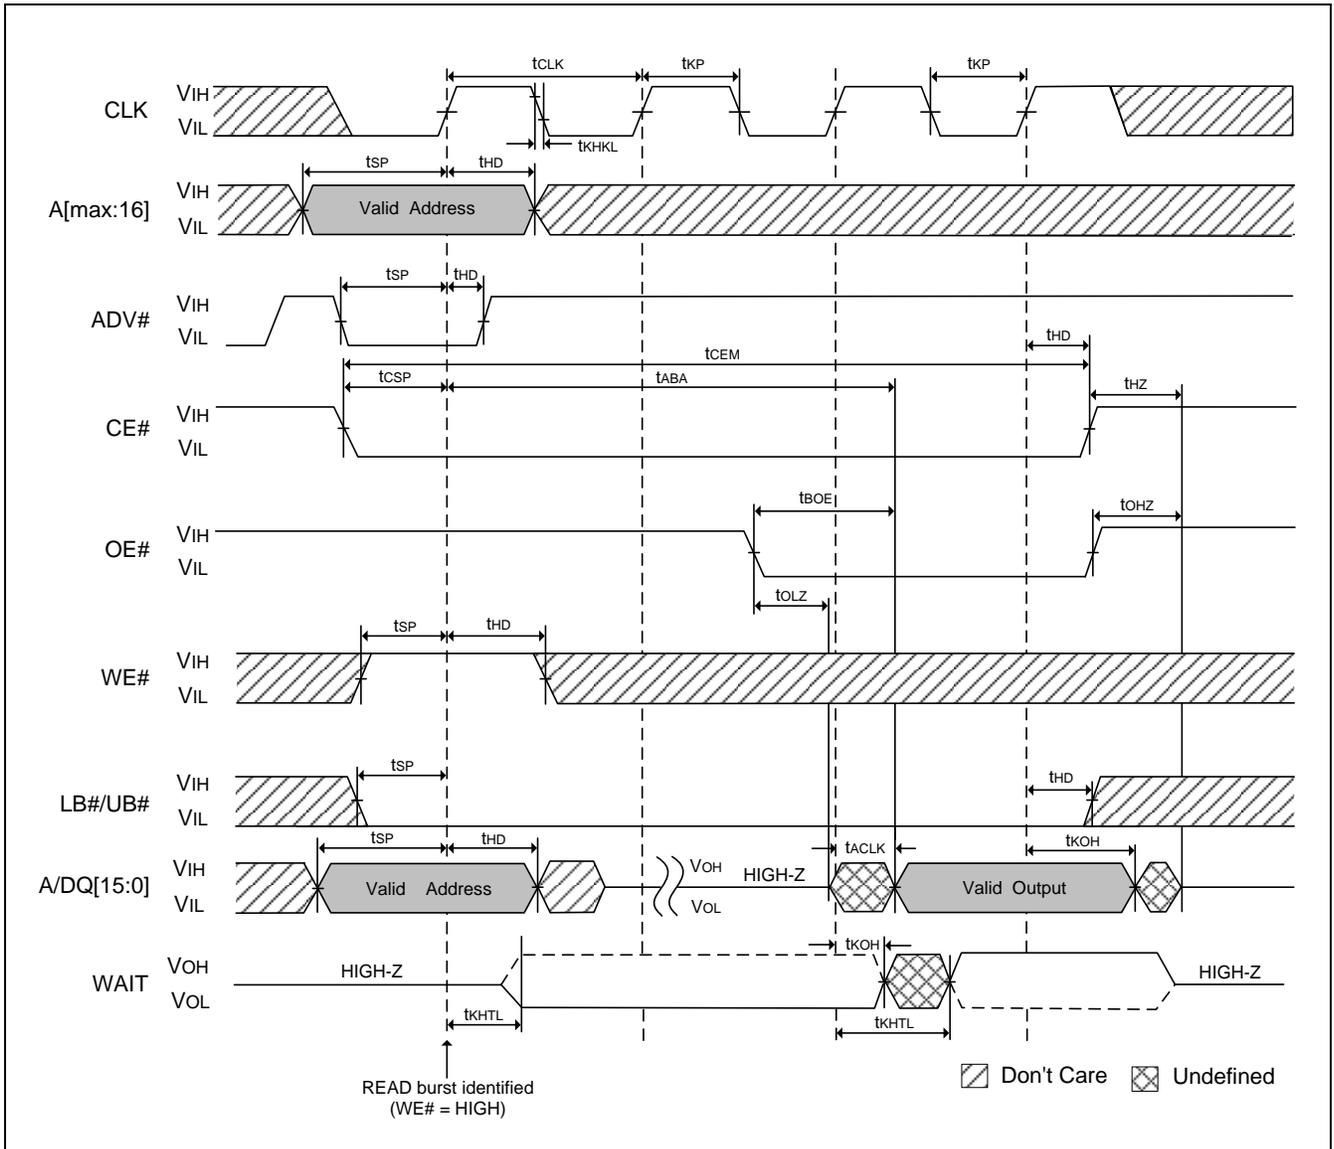 tCLK tKP tKP
CLK VIH
VIL
tKHKL
tSP tHD
A[max:16] VIH
VIL
Valid Address
tSP tHD
ADV# VIH
VIL
tHD
tCEM
tCSP tABA tHZ
CE# VIH
VIL
tBOE tOHZ
OE# VIH
VIL
tOLZ
tSP tHD
WE# VIH
VIL
tSP tHD
LB#/UB# VIH
VIL
tSP tHD tACLK tKOH
A/DQ[15:0] VIH
VIL
Valid Address VOH
VOL HIGH-Z Valid Output
tKOH
WAIT VOH
VOL
HIGH-Z HIGH-Z
tKHTL tKHTL
READ burst identified
(WE# = HIGH)
Don't Care Undefined